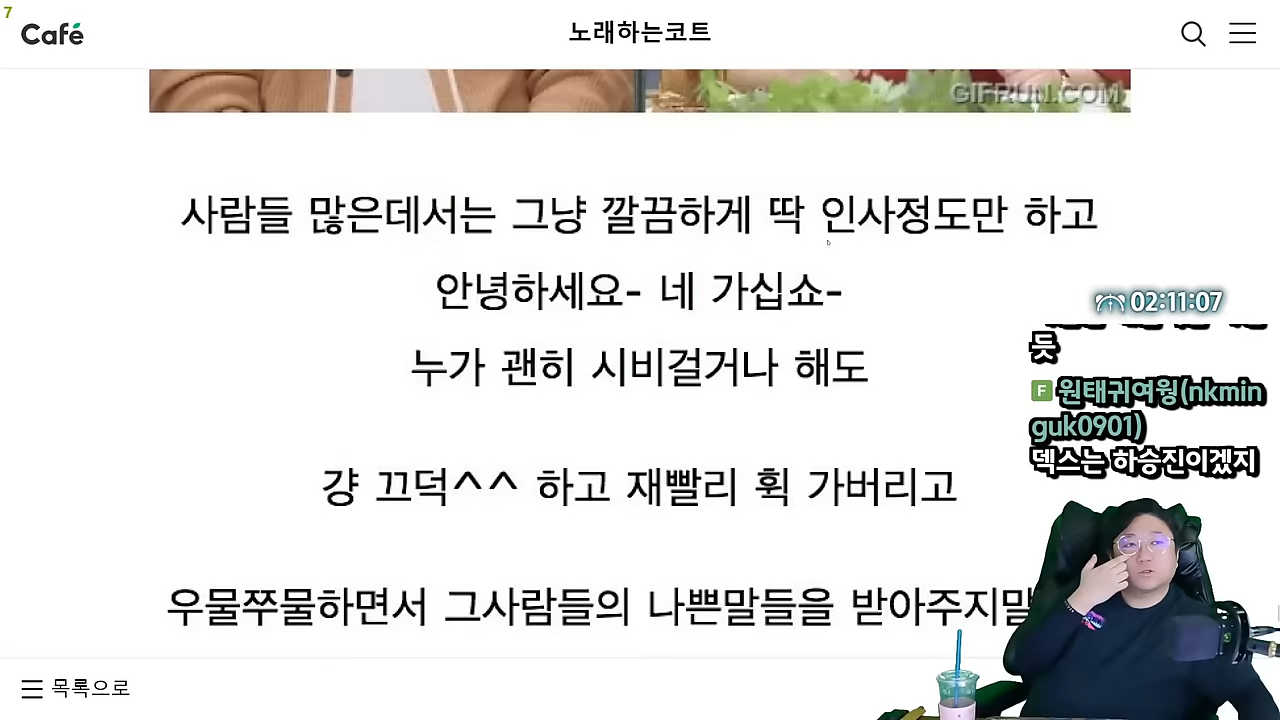 7
Café
노래하는코트
GIFRUN.COM
사람들 많은데서는 그냥 깔끔하게 딱 인사정도만 하고
안녕하세요- 네 가십쇼-
누가 괜히 시비걸거나 해도
걍 끄덕^^ 하고 재빨리 휙 가버리고
우물쭈물하면서 그사람들의 나쁜말들을 받아주지말
02:11:07
듯
F 원태귀여웡(nkmin
guk0901)
덱스는 하승진이겠지
목록으로